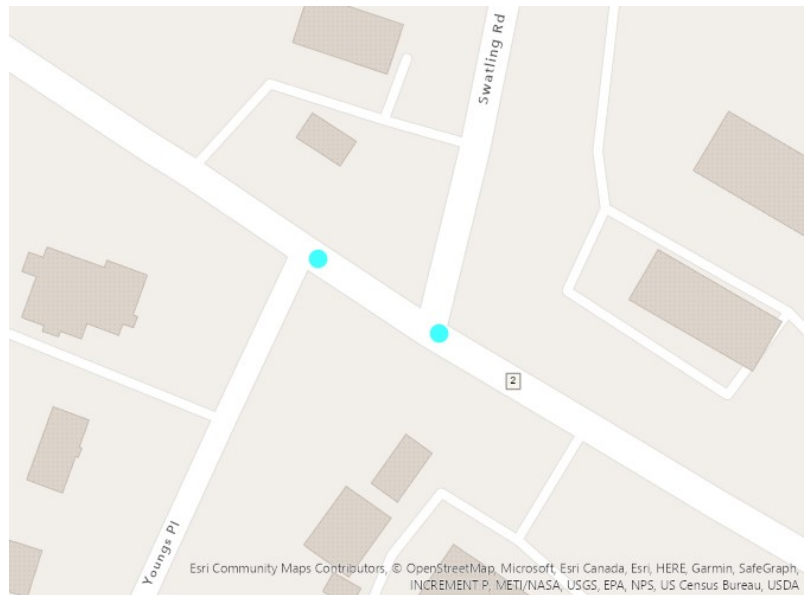 Swatling Rd
2
Youngs Pl
Esri Community Maps Contributors, © OpenStreetMap, Microsoft, Esri Canada, Esri, HERE, Garmin, SafeGraph,
INCREMENT P, METI/NASA, USGS, EPA, NPS, US Census Bureau, USDA